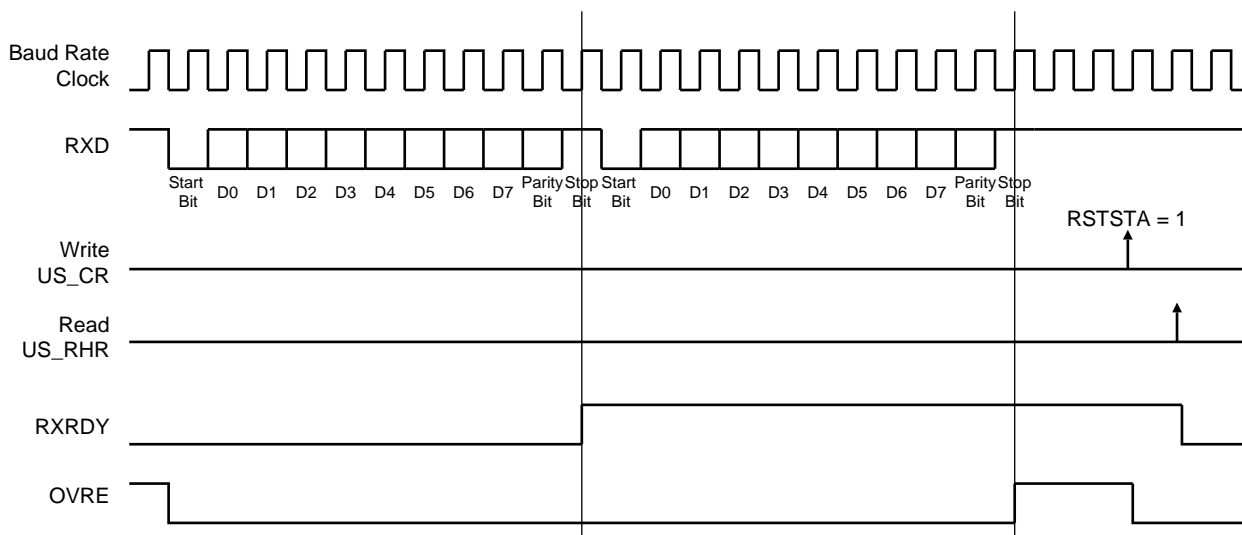 Baud Rate
Clock
RXD
Start
Bit
D0
D1
D2
D3
D4
D5
D6
D7
Parity
Bit
Stop
Bit
Start
Bit
D0
D1
D2
D3
D4
D5
D6
D7
Parity
Bit
Stop
Bit
RSTSTA = 1
Write
US_CR
Read
US_RHR
RXRDY
OVRE